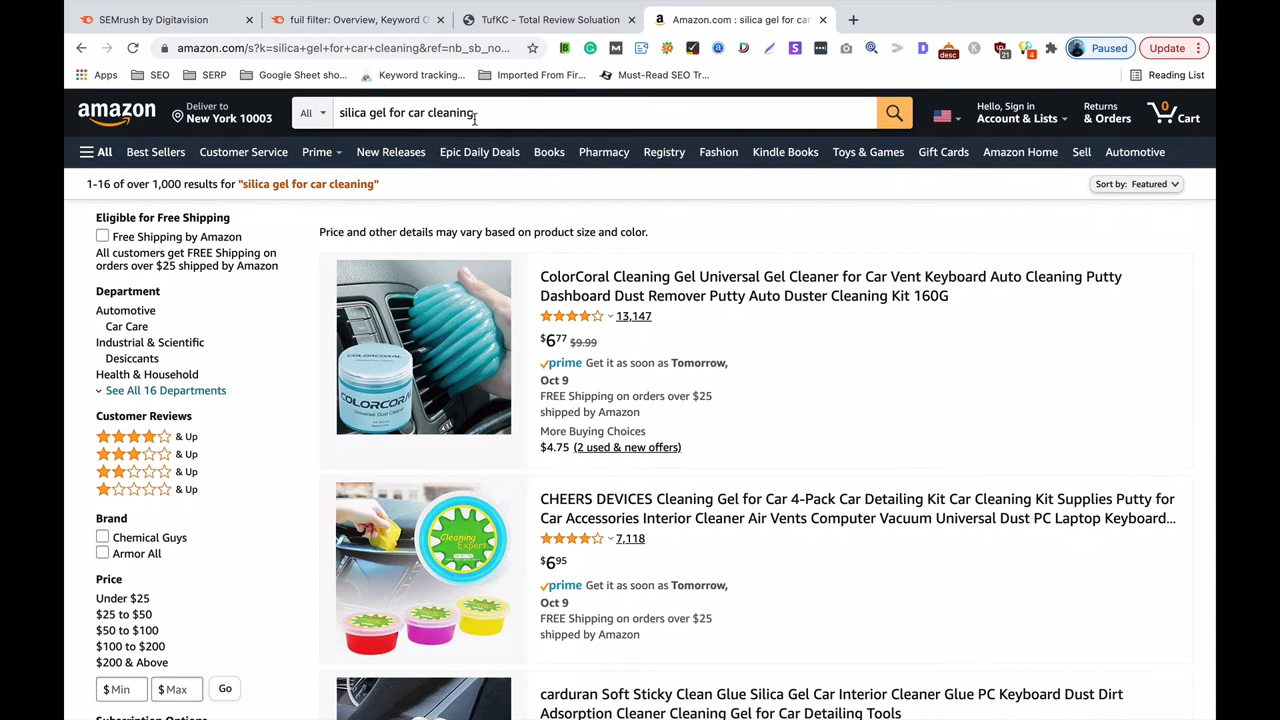 SEMrush by Digitavision
fuil filter: Overview, Keyword O
TufKC - Total Review Soluation
Amazon.com : silica gel for car
amazon.com/s?k=silica+gel+for+car+cleaning&ref=nb_sb_no...
desc
21
4
Paused
Update
Apps
SEO
SERP
Google Sheet sho...
Keyword tracking...
Imported From Fir...
Must-Read SEO Tr...
Reading List
amazon
Deliver to
New York 10003
All
silica gel for car cleaning
Hello, Sign in
Account & Lists
Returns
& Orders
0
Cart
All
Best Sellers
Customer Service
Prime
New Releases
Epic Daily Deals
Books
Pharmacy
Registry
Fashion
Kindle Books
Toys & Games
Gift Cards
Amazon Home
Sell
Automotive
1-16 of over 1,000 results for "silica gel for car cleaning"
Sort by: Featured
Eligible for Free Shipping
Free Shipping by Amazon
All customers get FREE Shipping on
orders over $25 shipped by Amazon
Department
Automotive
Car Care
Industrial & Scientific
Desiccants
Health & Household
See All 16 Departments
Customer Reviews
& Up
& Up
& Up
& Up
Brand
Chemical Guys
Armor All
Price
Under $25
$25 to $50
$50 to $100
$100 to $200
$200 & Above
$ Min
$ Max
Go
Price and other details may vary based on product size and color.
COLORCORAL
COLORCORAL
Universal Dust Cleaner
ColorCoral Cleaning Gel Universal Gel Cleaner for Car Vent Keyboard Auto Cleaning Putty
Dashboard Dust Remover Putty Auto Duster Cleaning Kit 160G
13,147
$6.77 $9.99
prime Get it as soon as Tomorrow,
Oct 9
FREE Shipping on orders over $25
shipped by Amazon
More Buying Choices
$4.75 (2 used & new offers)
Cleaning
Expert
CHEERS DEVICES Cleaning Gel for Car 4-Pack Car Detailing Kit Car Cleaning Kit Supplies Putty for
Car Accessories Interior Cleaner Air Vents Computer Vacuum Universal Dust PC Laptop Keyboard...
7,118
$6.95
prime Get it as soon as Tomorrow,
Oct 9
FREE Shipping on orders over $25
shipped by Amazon
carduran Soft Sticky Clean Glue Silica Gel Car Interior Cleaner Glue PC Keyboard Dust Dirt
Adsorption Cleaner Cleaning Gel for Car Detailing Tools